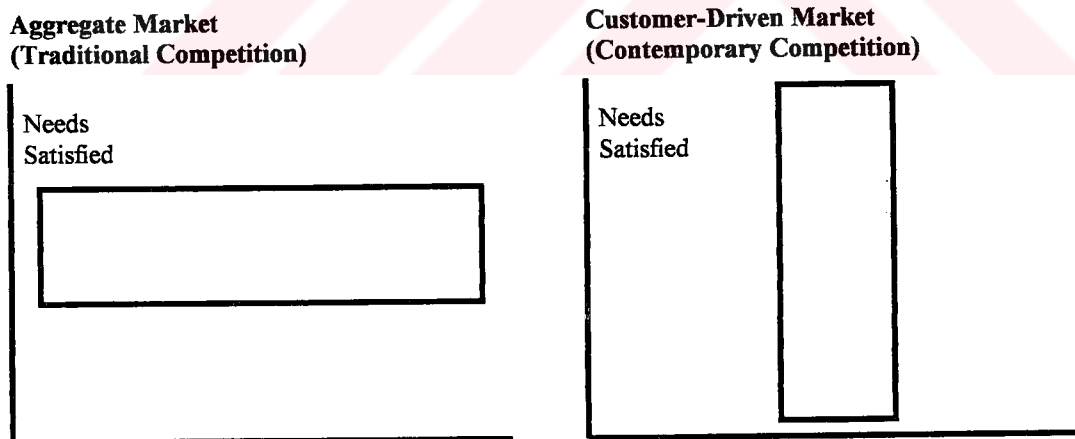 Aggregate Market
(Traditional Competition)
Needs
Satisfied
Customer-Driven Market
(Contemporary Competition)
Needs
Satisfied